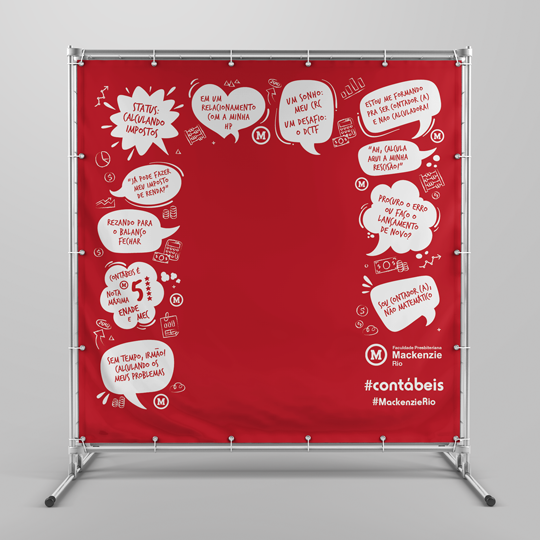 STATUS:
CALCULANDO
IMPOSTOS
EM UM
RELACIONAMENTO
COM A MINHA
HP
UM SONHO:
MEU CRC
UM DESAFIO:
O DCTF
ESTOU ME FORMANDO
PRA SER CONTADOR (A)
E NÃO CALCULADORA!
"AH, CALCULA
AQUI A MINHA
RESCISÃO!"
"JÁ PODE FAZER
MEU IMPOSTO
DE RENDA?"
PROCURO O ERRO
OU FAÇO O
LANÇAMENTO
DE NOVO?
REZANDO PARA
O BALANÇO
FECHAR
CONTÁBEIS É
M NOTA
MÁXIMA 5
ENADE
E MEC
SOU CONTADOR (A),
NÃO MATEMÁTICO
SEM TEMPO, IRMÃO!
CALCULANDO OS
MEUS PROBLEMAS
M
Faculdade Presbiteriana
Mackenzie
Rio
#contábeis
#MackenzieRio